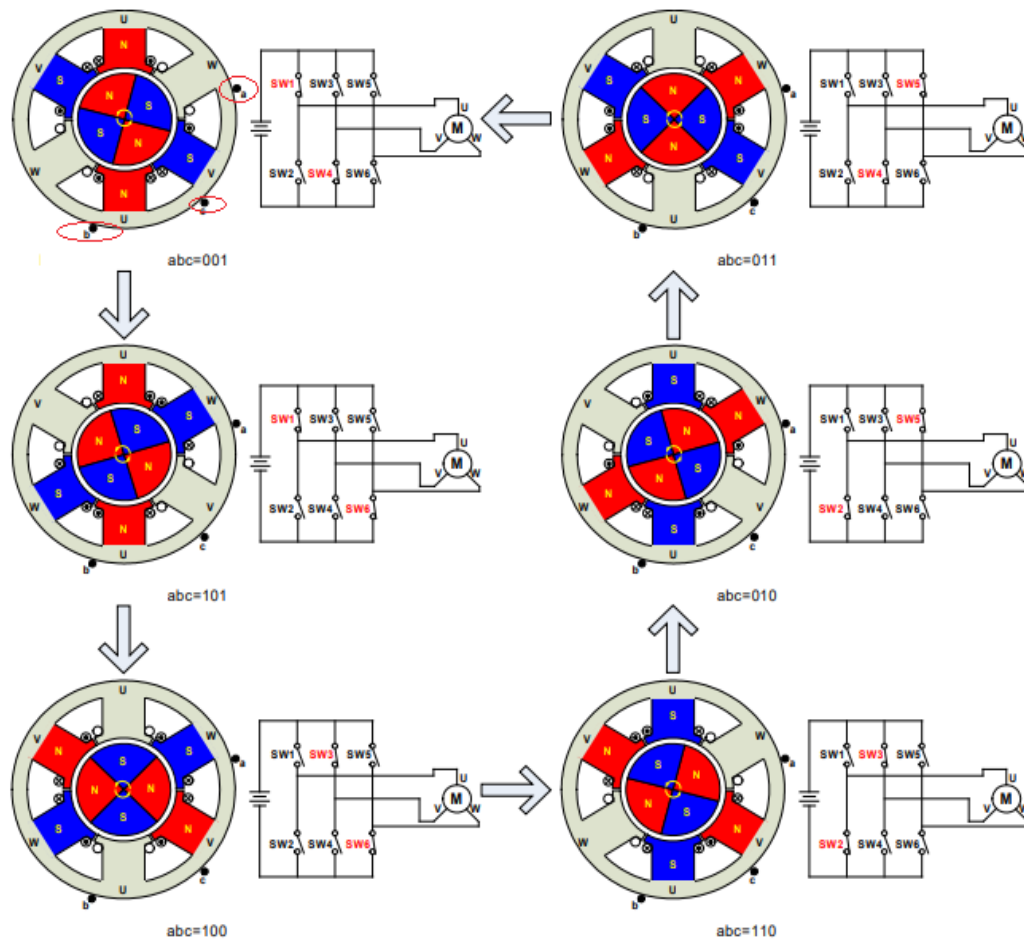 U
N
V S W
a
SW1 SW3 SW5
N S
S N
U
M
V W
SW2 SW4 SW6
W S V
N
U
c
b
abc=001
U
V S N W
a
SW1 SW3 SW5
N
S S
N
U
M
V W
SW2 SW4 SW6
W N S V
U
c
b
abc=011
U
N
V S W
a
SW1 SW3 SW5
N S
S N
U
M
V W
SW2 SW4 SW6
W S V
N
U
c
b
abc=101
U
S
V N W
a
SW1 SW3 SW5
S N
N S
U
M
V W
SW2 SW4 SW6
W N V
S
U
c
b
abc=010
U
V N S W
a
SW1 SW3 SW5
S
N N
S
U
M
V W
SW2 SW4 SW6
W S N V
U
c
b
abc=100
U
S
V N W
a
SW1 SW3 SW5
S N
N S
U
M
V W
SW2 SW4 SW6
W N V
S
U
c
b
abc=110